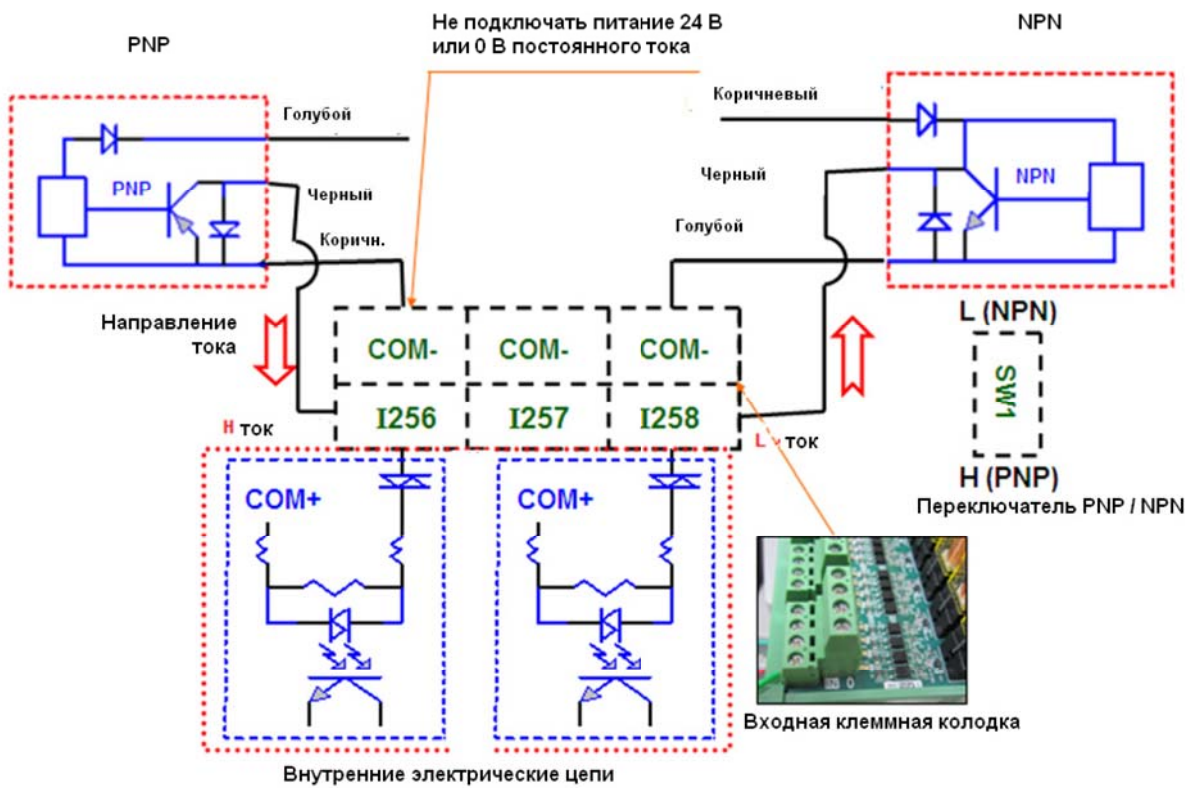 Не подключать питание 24 В
или 0 В постоянного тока
PNP
NPN
Голубой
Коричневый
PNP
Черный
Коричн.
Черный
NPN
Голубой
Направление
тока
COM- COM- COM-
I256 I257 I258
H ток
L ток
L (NPN)
SW1
H (PNP)
Переключатель PNP / NPN
COM+
COM+
Входная клеммная колодка
Внутренние электрические цепи